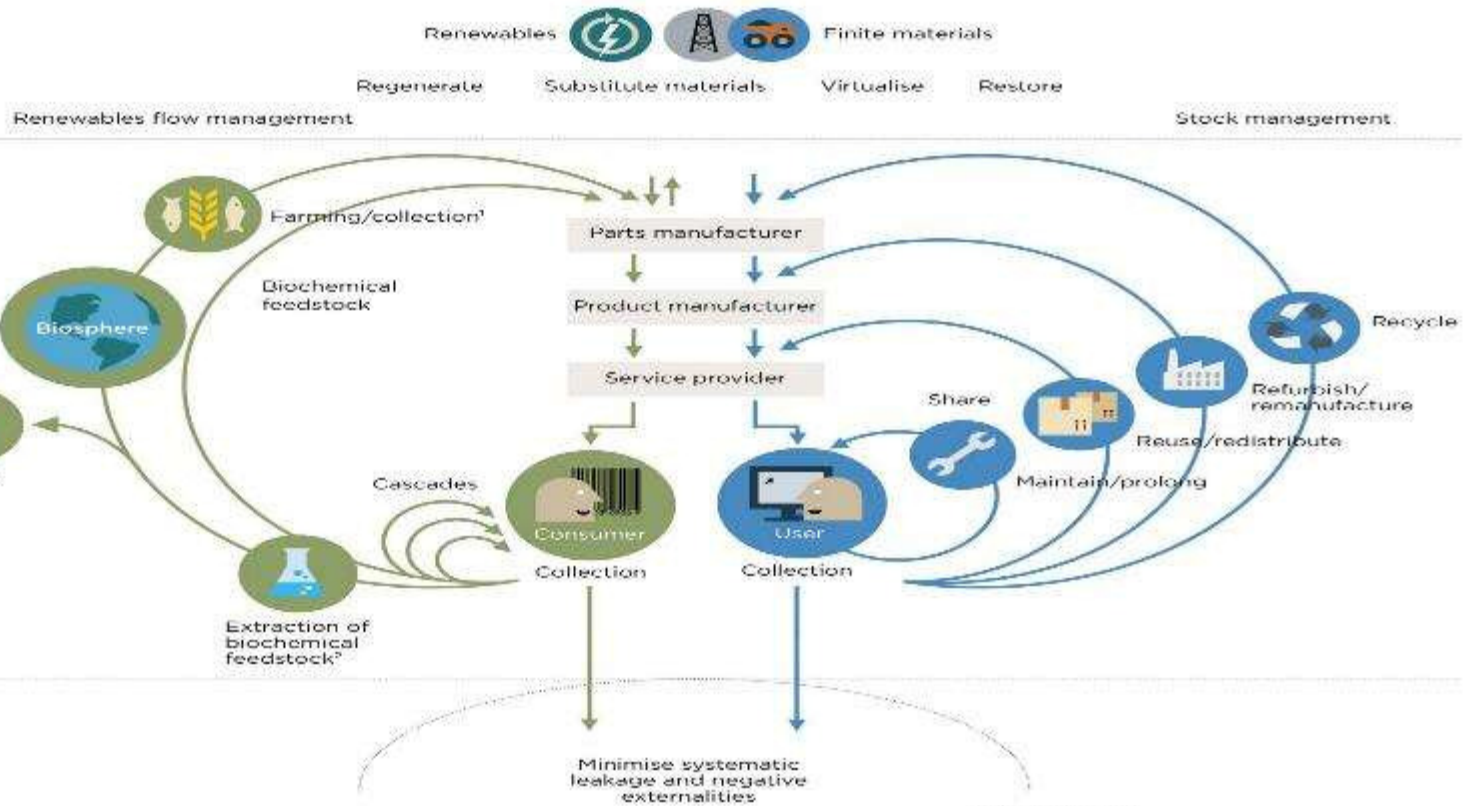 Renewables
Finite materials
Regenerate
Substitute materials
Virtualise
Restore
Renewables flow management
Stock management
Farming/collection¹
Parts manufacturer
Biochemical
feedstock
Product manufacturer
Biosphere
Recycle
Service provider
Share
Refurbish/
remanufacture
Reuse/redistribute
Maintain/prolong
Cascades
Consumer
User
Collection
Collection
Extraction of
biochemical
feedstock²
Minimise systematic
leakage and negative
externalities